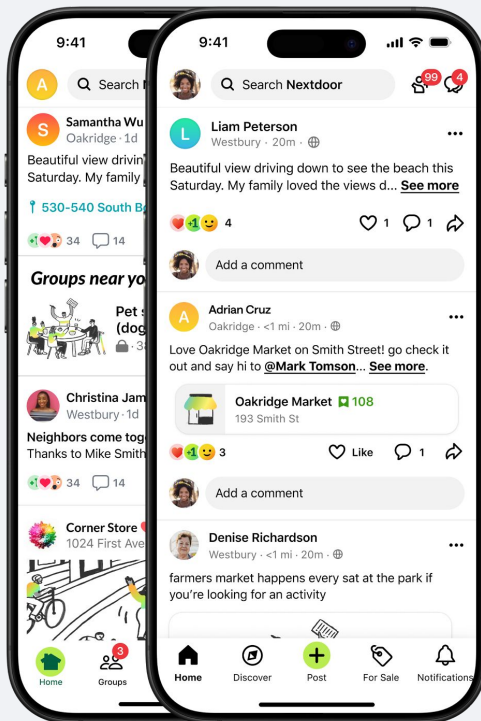 9:41
A
Search N
S
Samantha Wu
Oakridge · 1d
Beautiful view drivin
Saturday. My family
530-540 South B
+1
34
14
Groups near yo
Pet s
(dog
· 3
Christina Jam
Westbury · 1d
Neighbors come tog
Thanks to Mike Smith
+1
34
14
Corner Store
1024 First Ave
Home
3
Groups
9:41
Search Nextdoor
99
4
L
Liam Peterson
Westbury · 20m ·
Beautiful view driving down to see the beach this
Saturday. My family loved the views d... See more
+1
4
1
1
Add a comment
A
Adrian Cruz
Oakridge · <1 mi · 20m ·
Love Oakridge Market on Smith Street! go check it
out and say hi to @Mark Tomson... See more.
Oakridge Market 108
193 Smith St
+1
3
Like
1
Add a comment
Denise Richardson
Westbury · <1 mi · 20m ·
farmers market happens every sat at the park if
you're looking for an activity
Home
Discover
Post
For Sale
Notifications